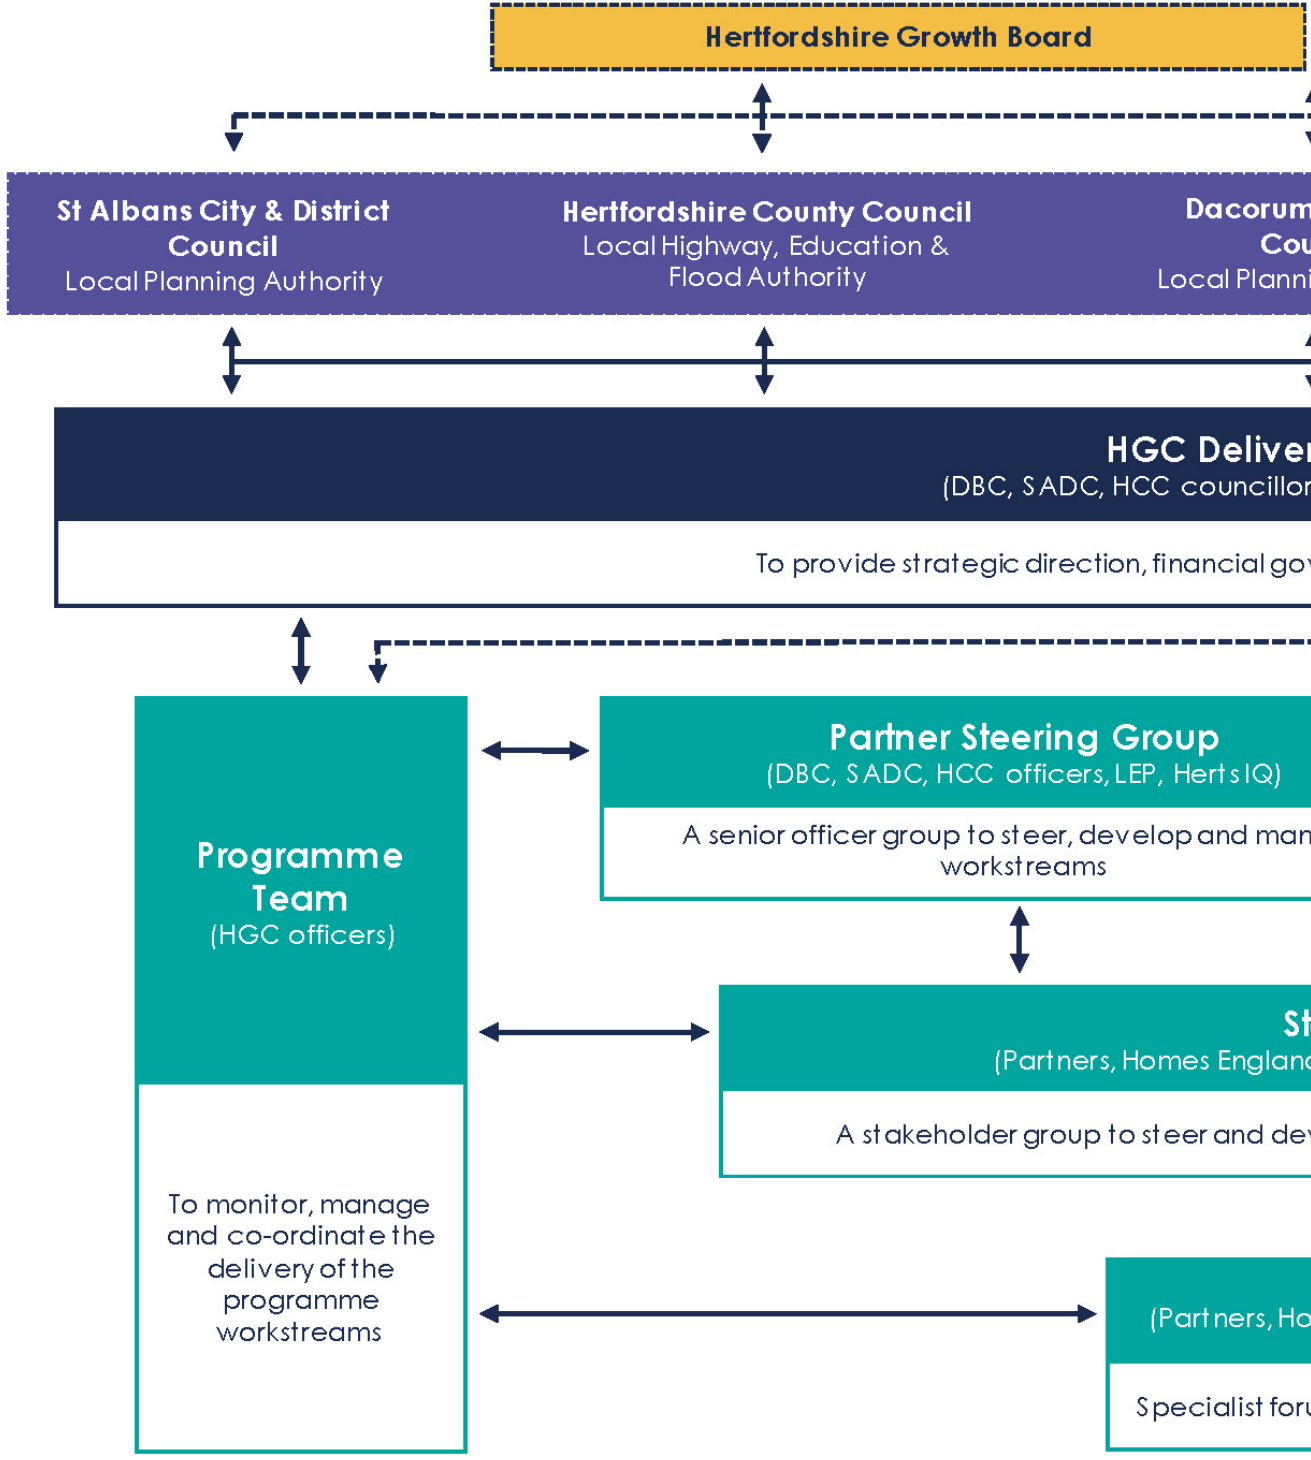 Hertfordshire Growth Board
St Albans City & District
Council
Local Planning Authority
Hertfordshire County Council
Local Highway, Education &
Flood Authority
Dacorum
Cou
Local Planni
HGC Deliver
(DBC, SADC, HCC councillor
To provide strategic direction, financial gov
Programme
Team
(HGC officers)
To monitor, manage
and co-ordinate the
delivery of the
programme
workstreams
Partner Steering Group
(DBC, SADC, HCC officers, LEP, Herts IQ)
A senior officer group to steer, develop and man
workstreams
St
(Partners, Homes England
A stakeholder group to steer and dev
(Partners, Ho
Specialist foru